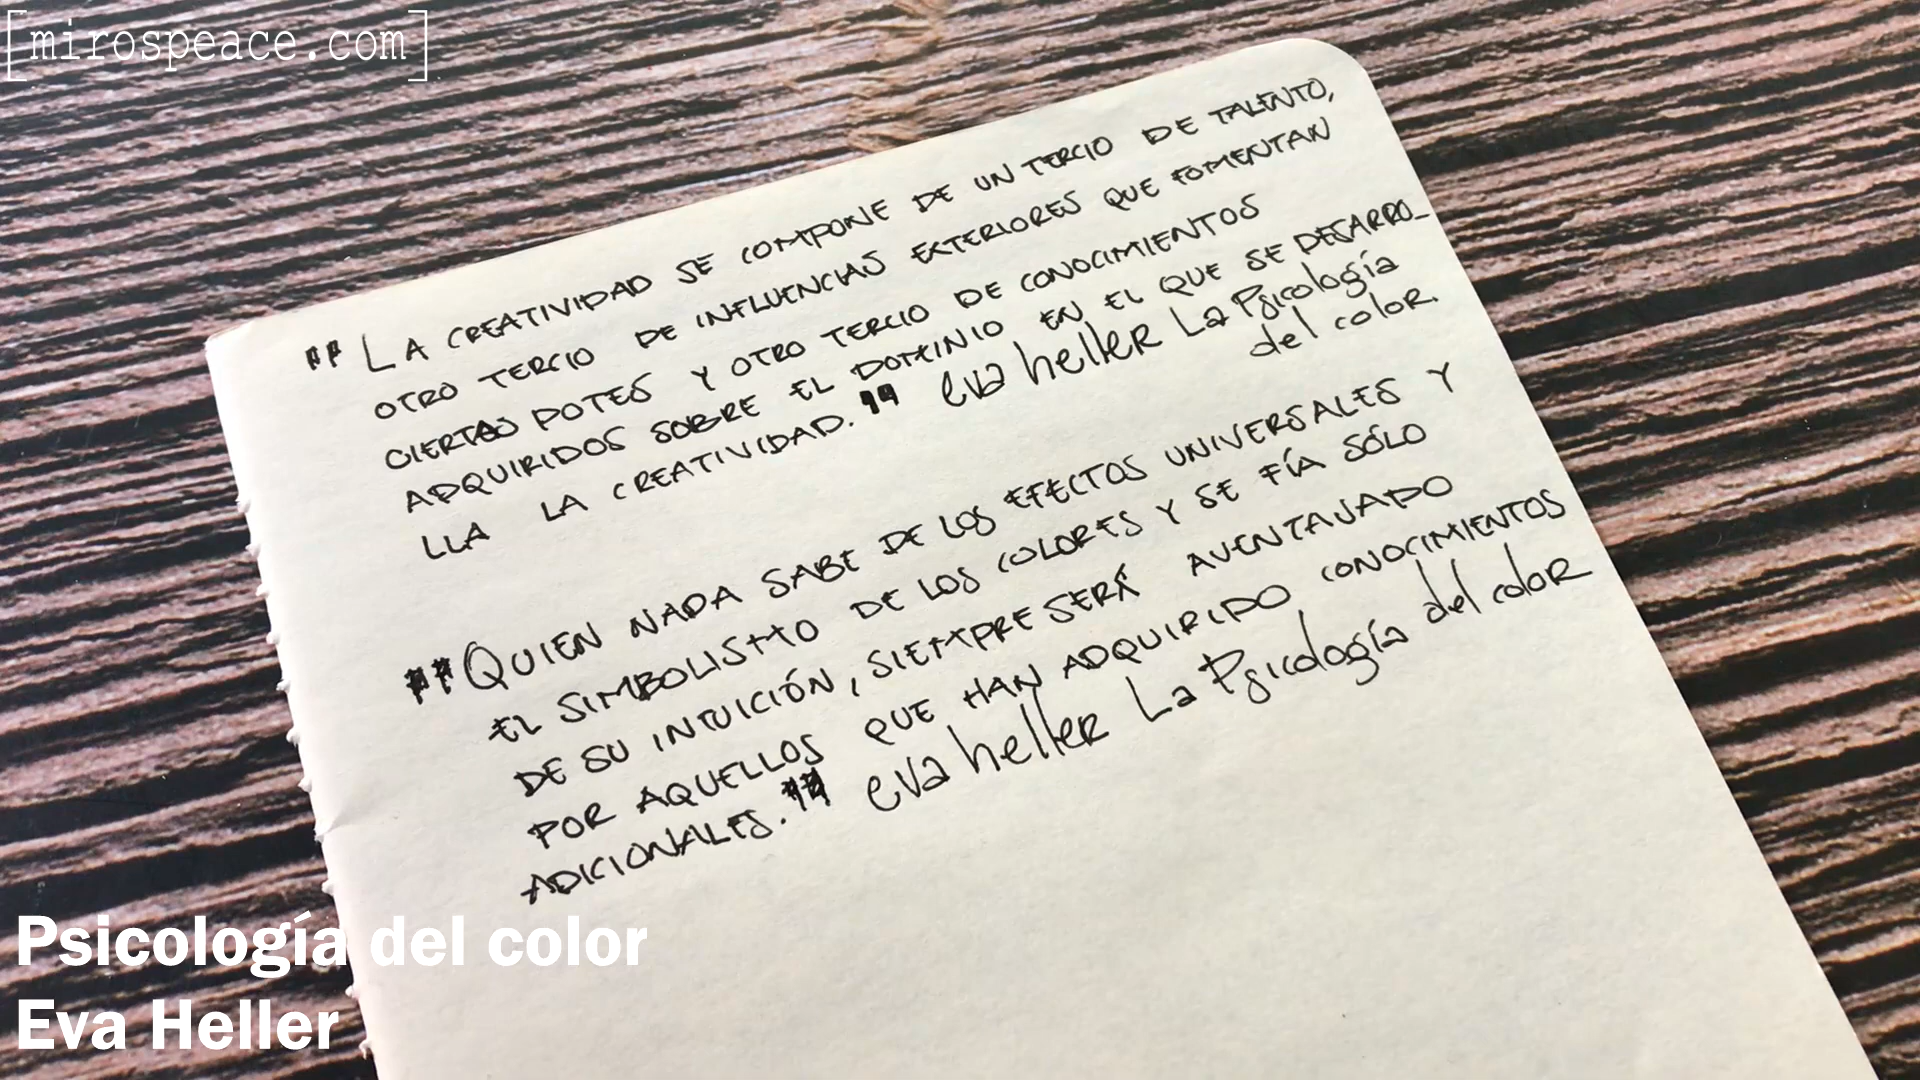 [mirospeace.com]
"La CREATIVIDAD SE COMPONE DE UN TERCIO DE TALENTO,
OTRO TERCIO DE INFLUENCIAS EXTERIORES QUE FOMENTAN
CIERTAS DOTES Y OTRO TERCIO DE CONOCIMIENTOS
ADQUIRIDOS SOBRE EL DOMINIO EN EL QUE SE DESARRO-
LLA LA CREATIVIDAD." eva heller La Psicología
del color.
"QUIEN NADA SABE DE LOS EFECTOS UNIVERSALES Y
EL SIMBOLISMO DE LOS COLORES Y SE FÍA SÓLO
DE SU INTUICIÓN, SIEMPRE SERÁ AVENTAJADO
POR AQUELLOS QUE HAN ADQUIRIDO CONOCIMIENTOS
ADICIONALES." eva heller La Psicología del color
Psicología del color
Eva Heller